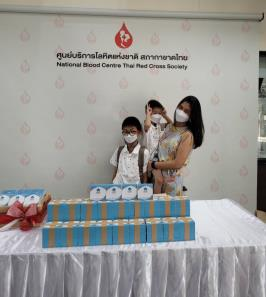 ศูนย์บริการโลหิตแห่งชาติ สภากาชาดไทย
National Blood Centre Thai Red Cross Society